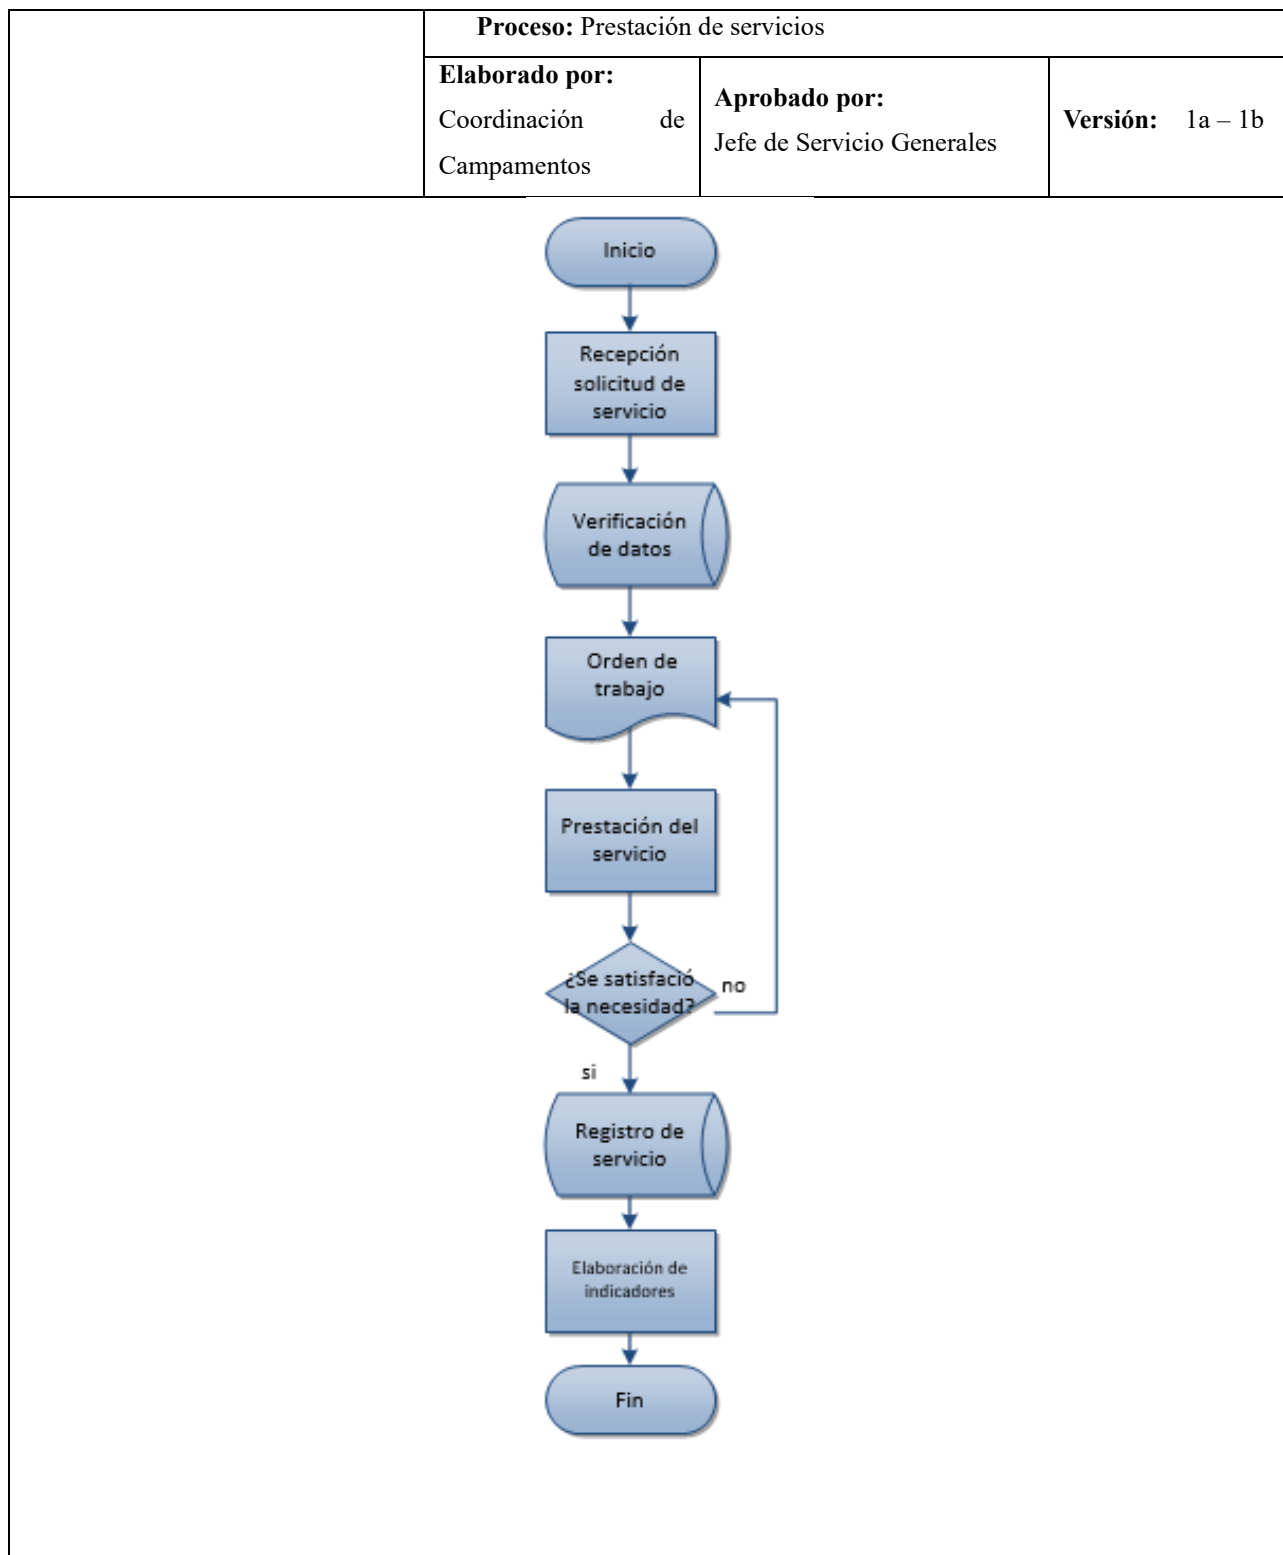 Proceso: Prestación de servicios
Elaborado por:
Coordinación de
Campamentos
Aprobado por:
Jefe de Servicio Generales
Versión: 1a – 1b
Inicio
Recepción
solicitud de
servicio
Verificación
de datos
Orden de
trabajo
Prestación del
servicio
¿Se satisfació
la necesidad?
no
si
Registro de
servicio
Elaboración de
indicadores
Fin